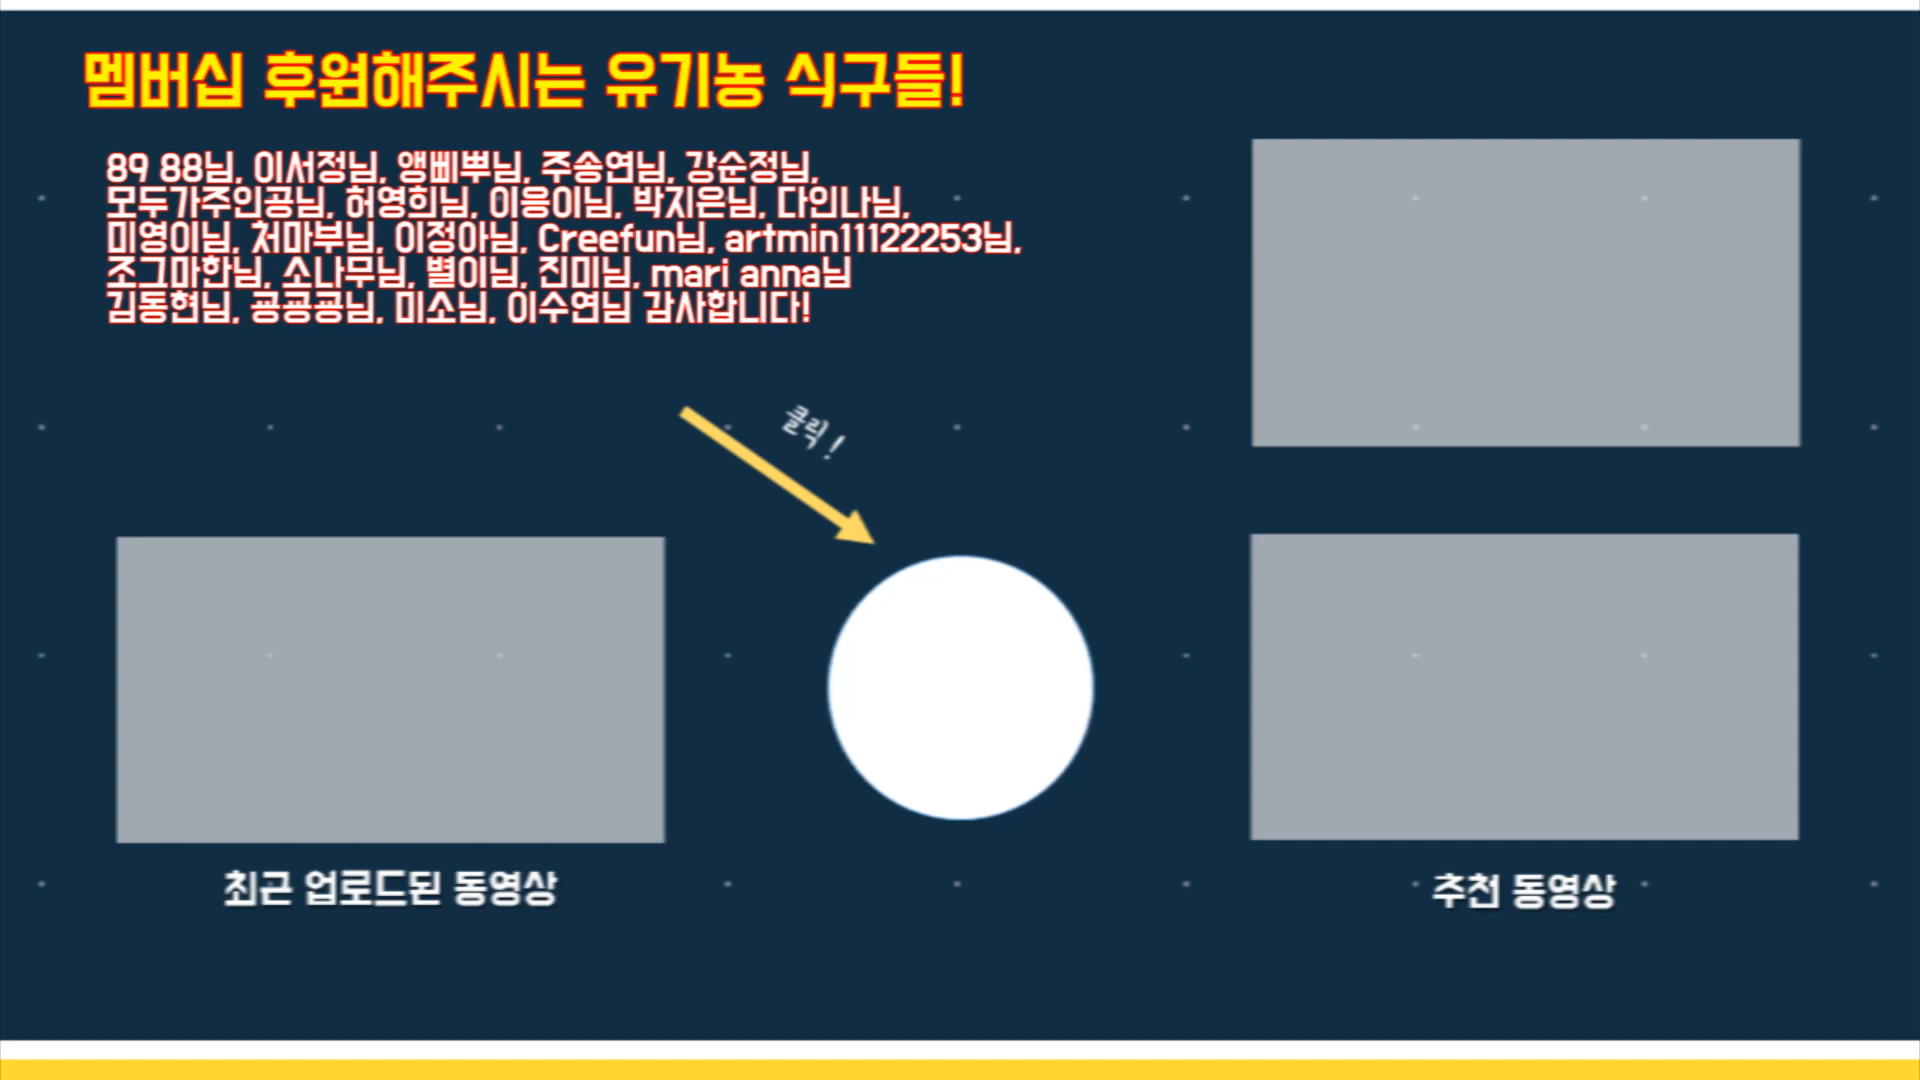 멤버십 후원해주시는 유기농 식구들!
89 88님, 이서정님, 앵삐뿌님, 주송연님, 강순정님,
모두가주인공님, 허영희님, 이응이님, 박지은님, 다인나님,
미영이님, 처마부님, 이정아님, Creefun님, artmin11122253님,
조그마한님, 소나무님, 별이님, 진미님, mari anna님
김동현님, 공공공님, 미소님, 이수연님 감사합니다!
클릭!
최근 업로드된 동영상
추천 동영상